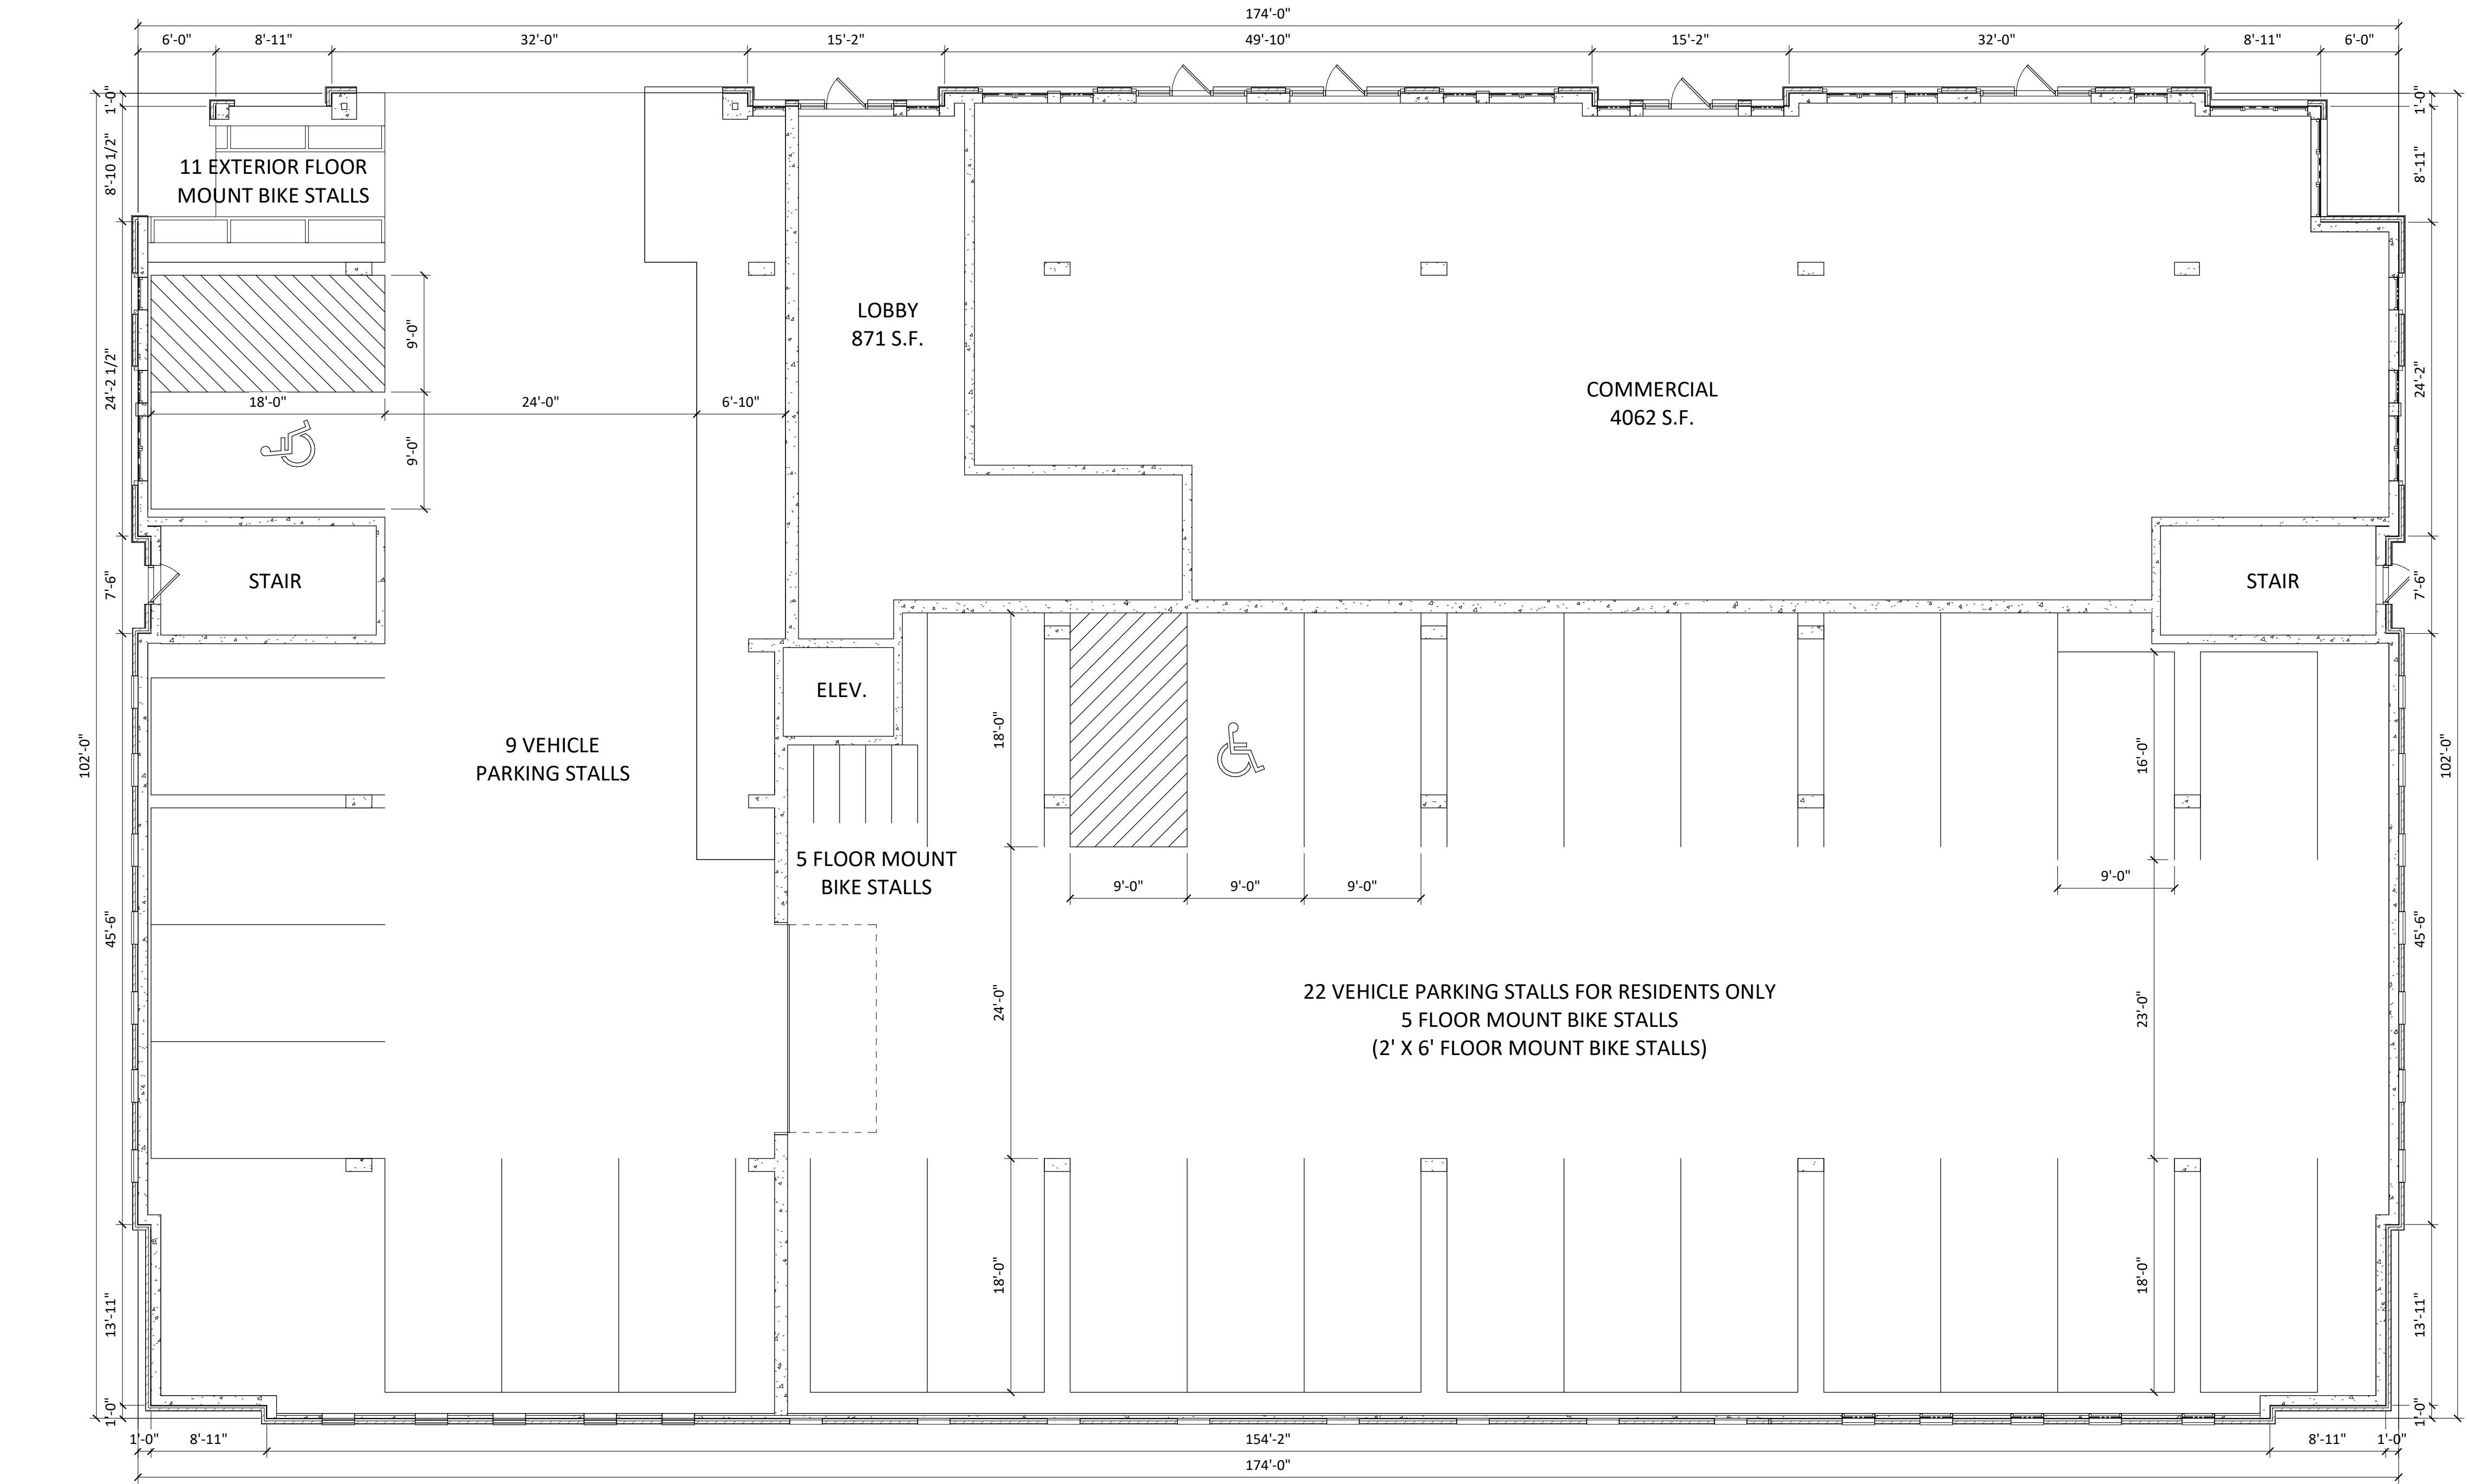 174'-0"
6'-0"
8'-11"
32'-0"
15'-2"
49'-10"
15'-2"
32'-0"
8'-11"
6'-0"
1'-0"
1'-0"
8'-10 1/2"
8'-11"
11 EXTERIOR FLOOR
MOUNT BIKE STALLS
LOBBY
871 S.F.
9'-0"
24'-2 1/2"
24'-2"
COMMERCIAL
4062 S.F.
18'-0"
24'-0"
6'-10"
9'-0"
STAIR
STAIR
7'-6"
7'-6"
ELEV.
18'-0"
16'-0"
102'-0"
102'-0"
9 VEHICLE
PARKING STALLS
5 FLOOR MOUNT
BIKE STALLS
9'-0"
9'-0"
9'-0"
9'-0"
45'-6"
45'-6"
24'-0"
23'-0"
22 VEHICLE PARKING STALLS FOR RESIDENTS ONLY
5 FLOOR MOUNT BIKE STALLS
(2' X 6' FLOOR MOUNT BIKE STALLS)
18'-0"
18'-0"
13'-11"
13'-11"
1'-0"
1'-0"
1'-0"
8'-11"
154'-2"
8'-11"
1'-0"
174'-0"